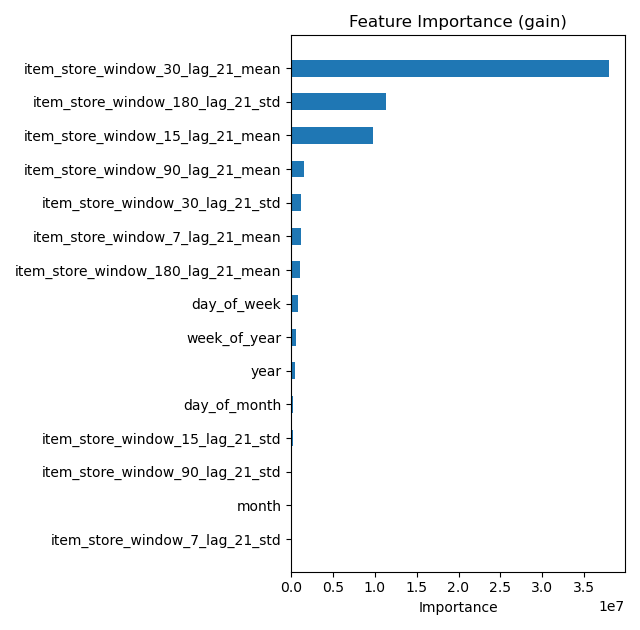 Feature Importance (gain)
item_store_window_30_lag_21_mean
item_store_window_180_lag_21_std
item_store_window_15_lag_21_mean
item_store_window_90_lag_21_mean
item_store_window_30_lag_21_std
item_store_window_7_lag_21_mean
item_store_window_180_lag_21_mean
day_of_week
week_of_year
year
day_of_month
item_store_window_15_lag_21_std
item_store_window_90_lag_21_std
month
item_store_window_7_lag_21_std
0.0 0.5 1.0 1.5 2.0 2.5 3.0 3.5
1e7
Importance